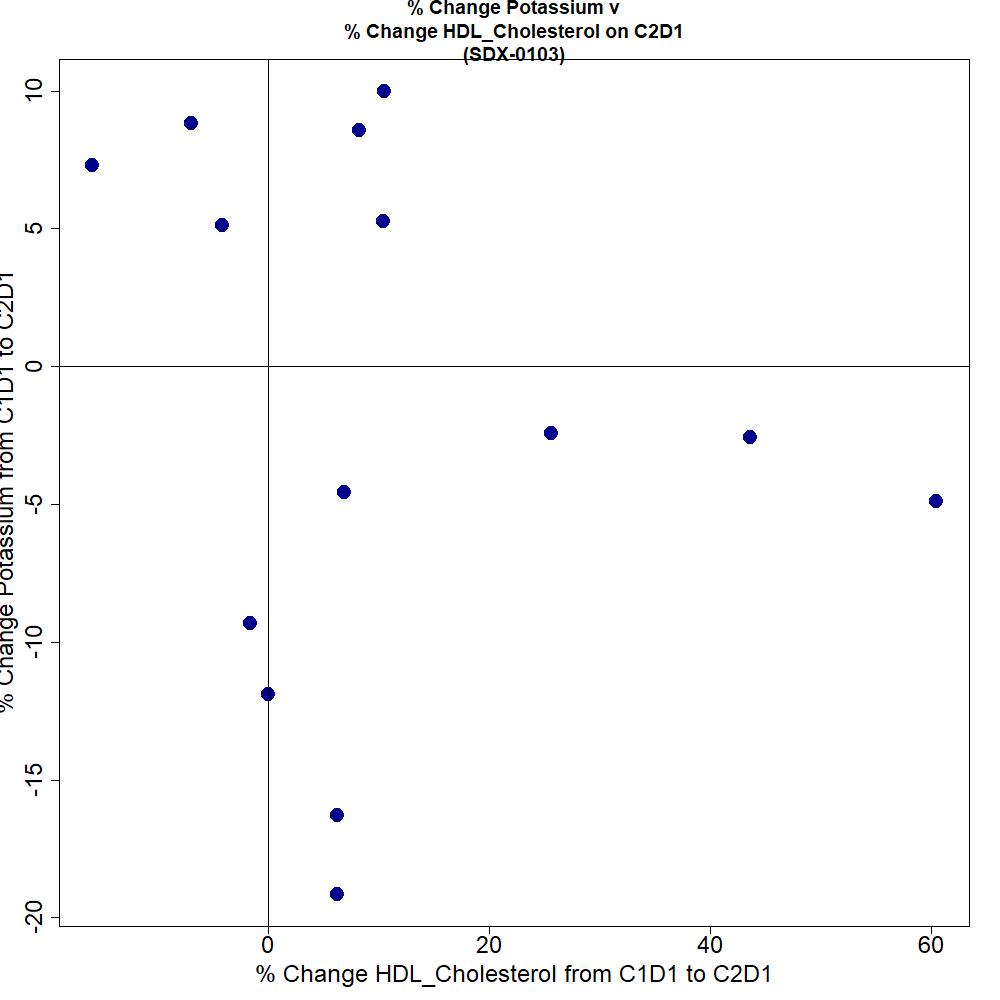 % Change Potassium v
% Change HDL_Cholesterol on C2D1
(SDX-0103)
% Change Potassium from C1D1 to C2D1
10
5
0
-5
-10
-15
-20
0
20
40
60
% Change HDL_Cholesterol from C1D1 to C2D1